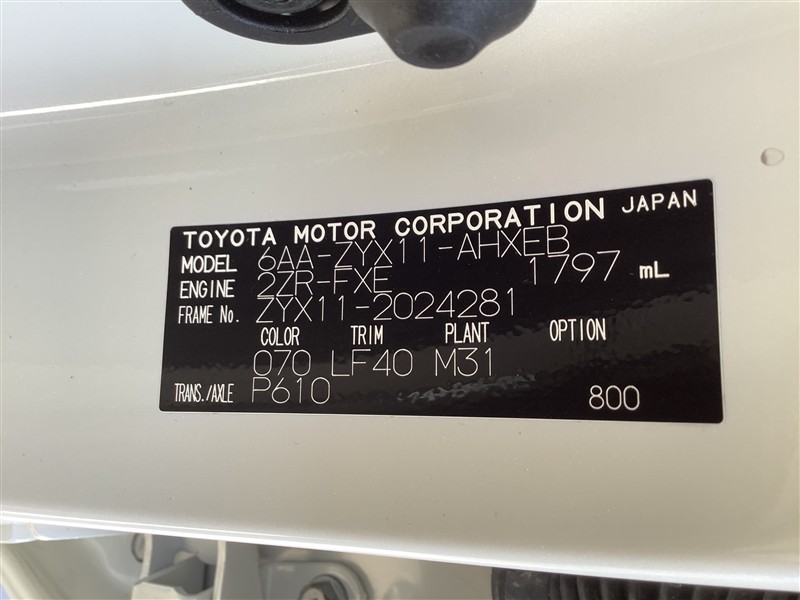 TOYOTA MOTOR CORPORATION JAPAN
MODEL 6AA-ZYX11-AHXEB
ENGINE 2ZR-FXE 1797 mL
FRAME No. ZYX11-2024281
COLOR TRIM PLANT OPTION
070 LF40 M31
TRANS./AXLE P610 800